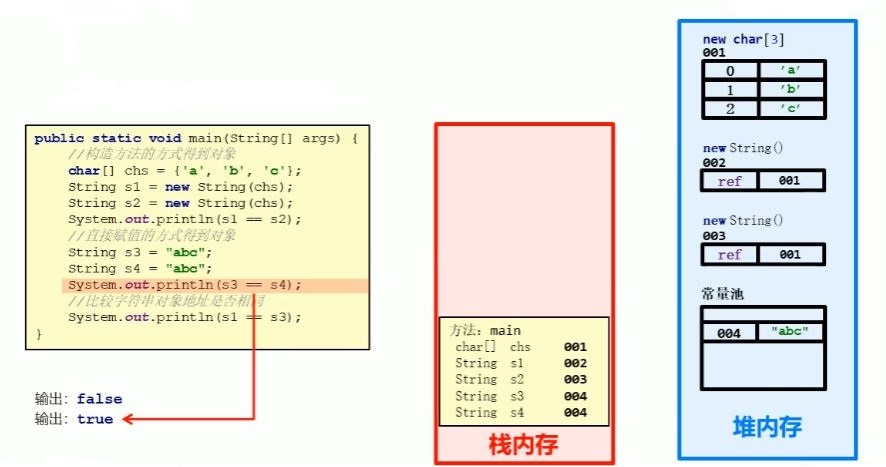 public static void main(String[] args) {
//构造方法的方式得到对象
char[] chs = {'a', 'b', 'c'};
String s1 = new String(chs);
String s2 = new String(chs);
System.out.println(s1 == s2);
//直接赋值的方式得到对象
String s3 = "abc";
String s4 = "abc";
System.out.println(s3 == s4);
//比较字符串对象地址是否相同
System.out.println(s1 == s3);
}
输出：false
输出：true
方法：main
char[] chs 001
String s1 002
String s2 003
String s3 004
String s4 004
栈内存
new char[3]
001
0 'a'
1 'b'
2 'c'
new String()
002
ref 001
new String()
003
ref 001
常量池
004 "abc"
堆内存